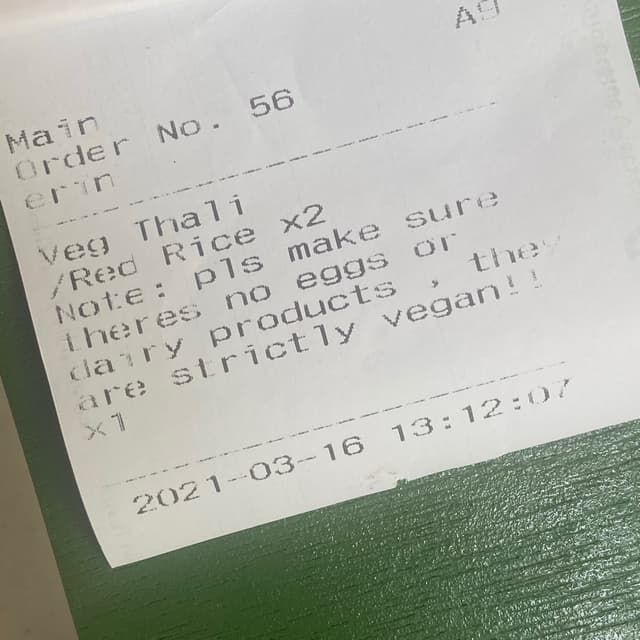 A9
Main
Order No. 56
erin
Veg Thali
/Red Rice x2
Note: pls make sure
theres no eggs or
dairy products , they
are strictly vegan!!
x1
2021-03-16 13:12:07